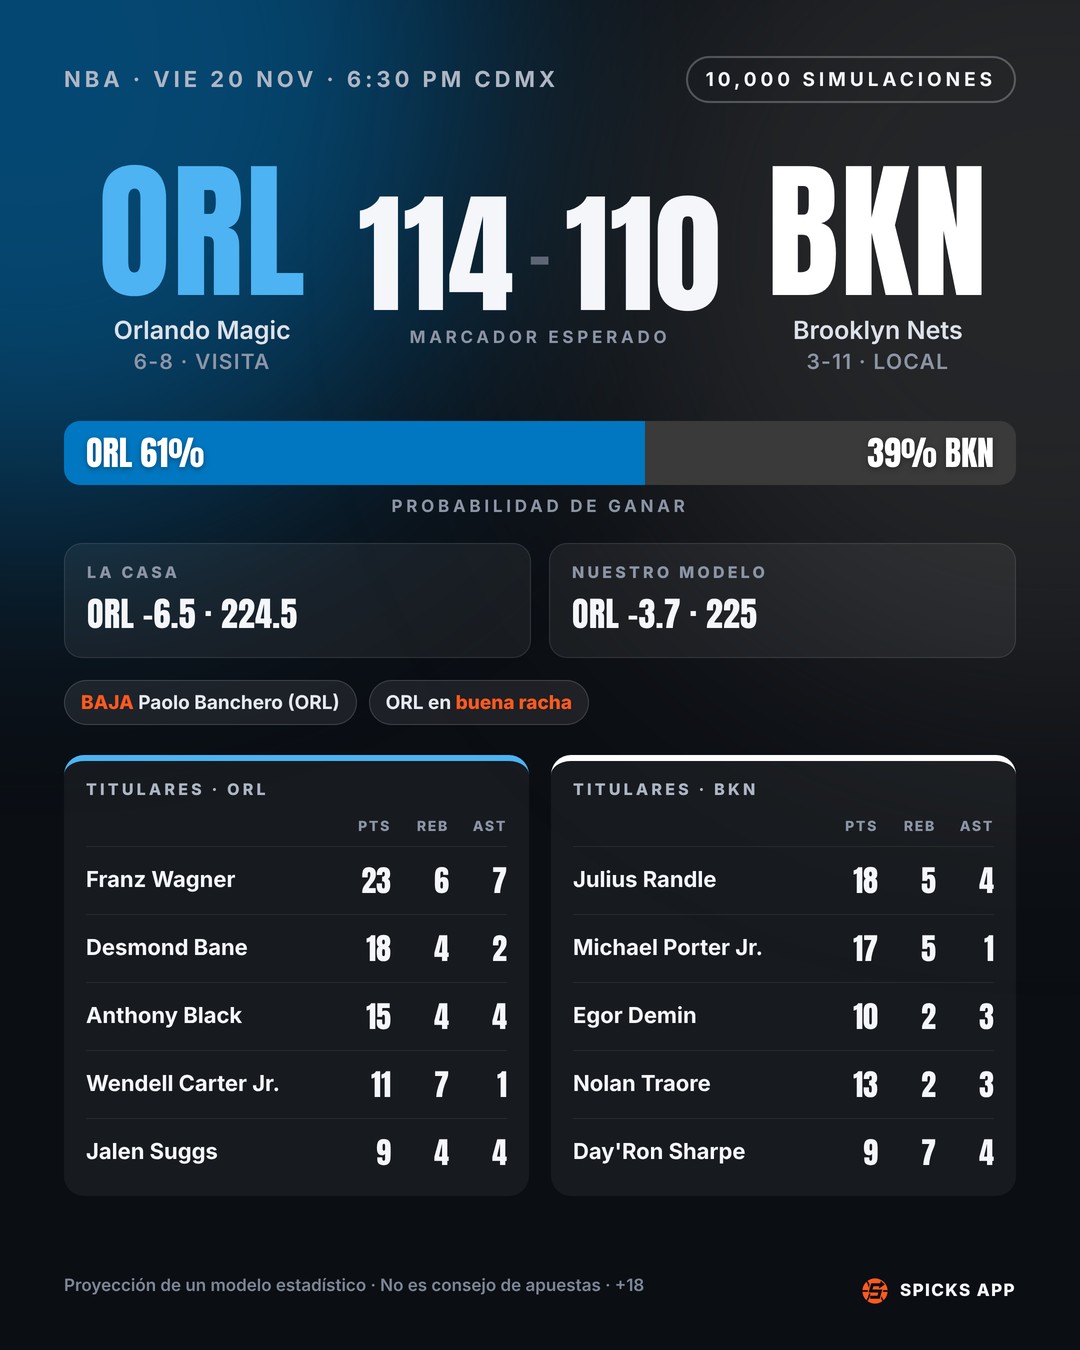 NBA · VIE 20 NOV · 6:30 PM CDMX
10,000 SIMULACIONES
ORL 114 - 110 BKN
Orlando Magic
6-8 · VISITA
MARCADOR ESPERADO
Brooklyn Nets
3-11 · LOCAL
ORL 61% 39% BKN
PROBABILIDAD DE GANAR
LA CASA
ORL -6.5 · 224.5
NUESTRO MODELO
ORL -3.7 · 225
BAJA Paolo Banchero (ORL)
ORL en buena racha
TITULARES · ORL
PTS REB AST
Franz Wagner 23 6 7
Desmond Bane 18 4 2
Anthony Black 15 4 4
Wendell Carter Jr. 11 7 1
Jalen Suggs 9 4 4
TITULARES · BKN
PTS REB AST
Julius Randle 18 5 4
Michael Porter Jr. 17 5 1
Egor Demin 10 2 3
Nolan Traore 13 2 3
Day'Ron Sharpe 9 7 4
Proyección de un modelo estadístico · No es consejo de apuestas · +18
SPICKS APP